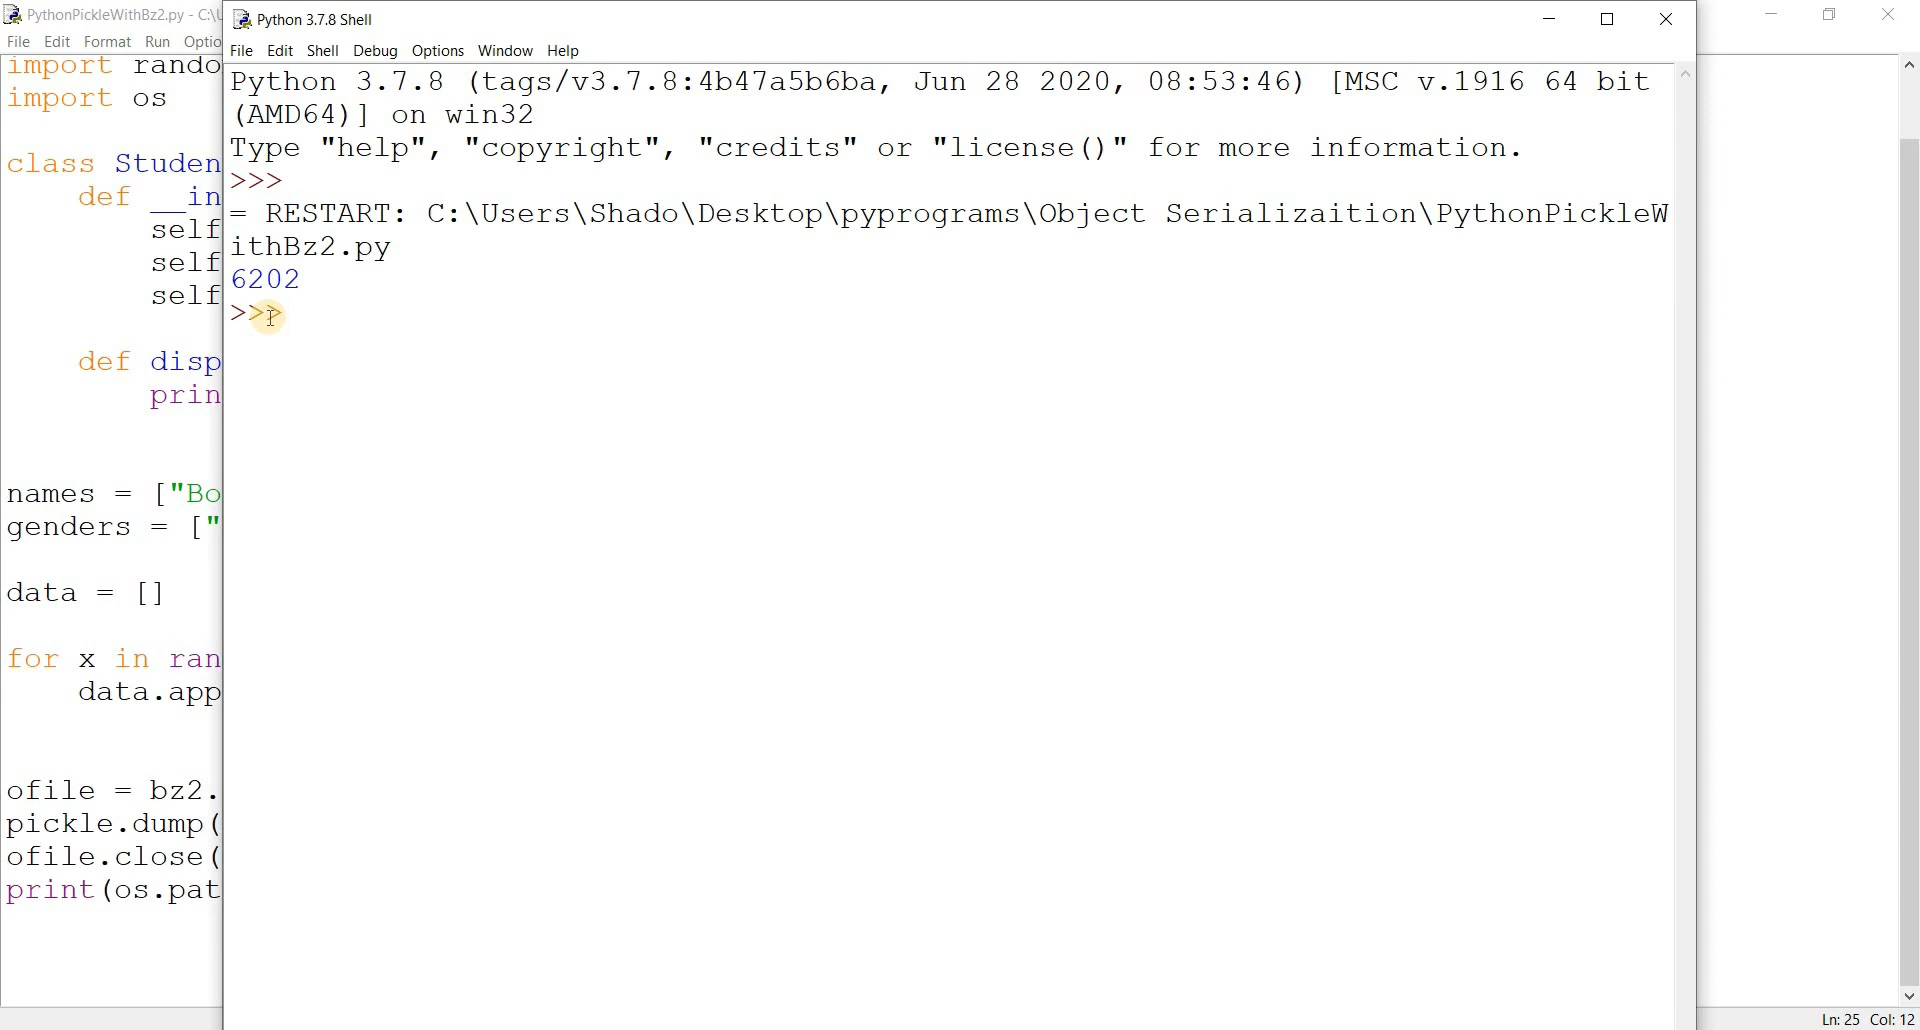 PythonPickleWithBz2.py - C:\U
File Edit Format Run Optio
import rando
import os
class Studen
def __in
self
self
self
def disp
prin
names = ["Bo
genders = ["
data = []
for x in ran
data.app
ofile = bz2.
pickle.dump(
ofile.close(
print(os.pat
Python 3.7.8 Shell
File Edit Shell Debug Options Window Help
Python 3.7.8 (tags/v3.7.8:4b47a5b6ba, Jun 28 2020, 08:53:46) [MSC v.1916 64 bit
(AMD64)] on win32
Type "help", "copyright", "credits" or "license()" for more information.
>>>
= RESTART: C:\Users\Shado\Desktop\pyprograms\Object Serializaition\PythonPickleW
ithBz2.py
6202
>>>
Ln: 25 Col: 12